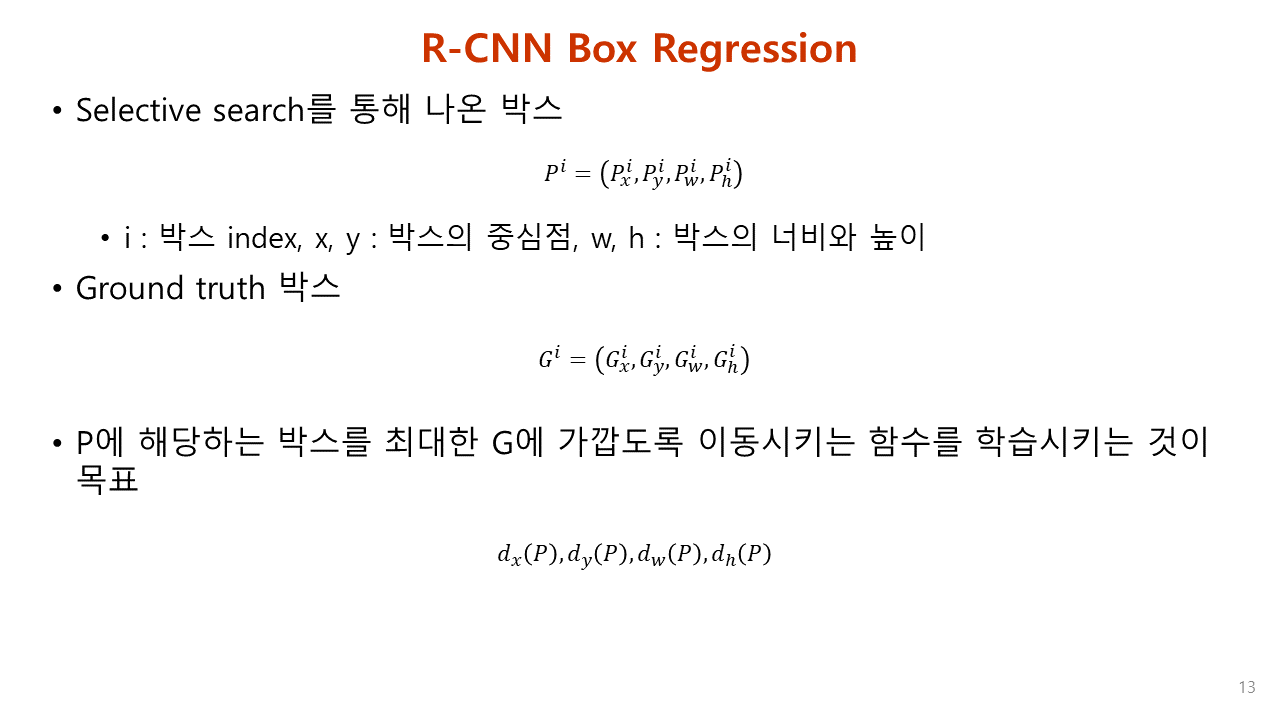 R-CNN Box Regression
• Selective search를 통해 나온 박스
$P^i = (P_x^i, P_y^i, P_w^i, P_h^i)$
• i : 박스 index, x, y : 박스의 중심점, w, h : 박스의 너비와 높이
• Ground truth 박스
$G^i = (G_x^i, G_y^i, G_w^i, G_h^i)$
• P에 해당하는 박스를 최대한 G에 가깝도록 이동시키는 함수를 학습시키는 것이
목표
$d_x(P), d_y(P), d_w(P), d_h(P)$
13